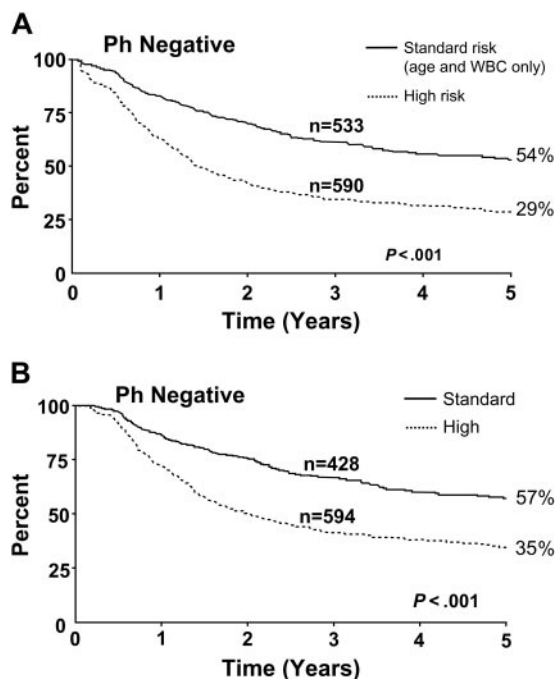 A
Ph Negative
Standard risk
(age and WBC only)
High risk
100
75
50
25
0
Percent
n=533
54%
n=590
29%
P < .001
0 1 2 3 4 5
Time (Years)
B
Ph Negative
Standard
High
100
75
50
25
0
Percent
n=428
57%
n=594
35%
P < .001
0 1 2 3 4 5
Time (Years)